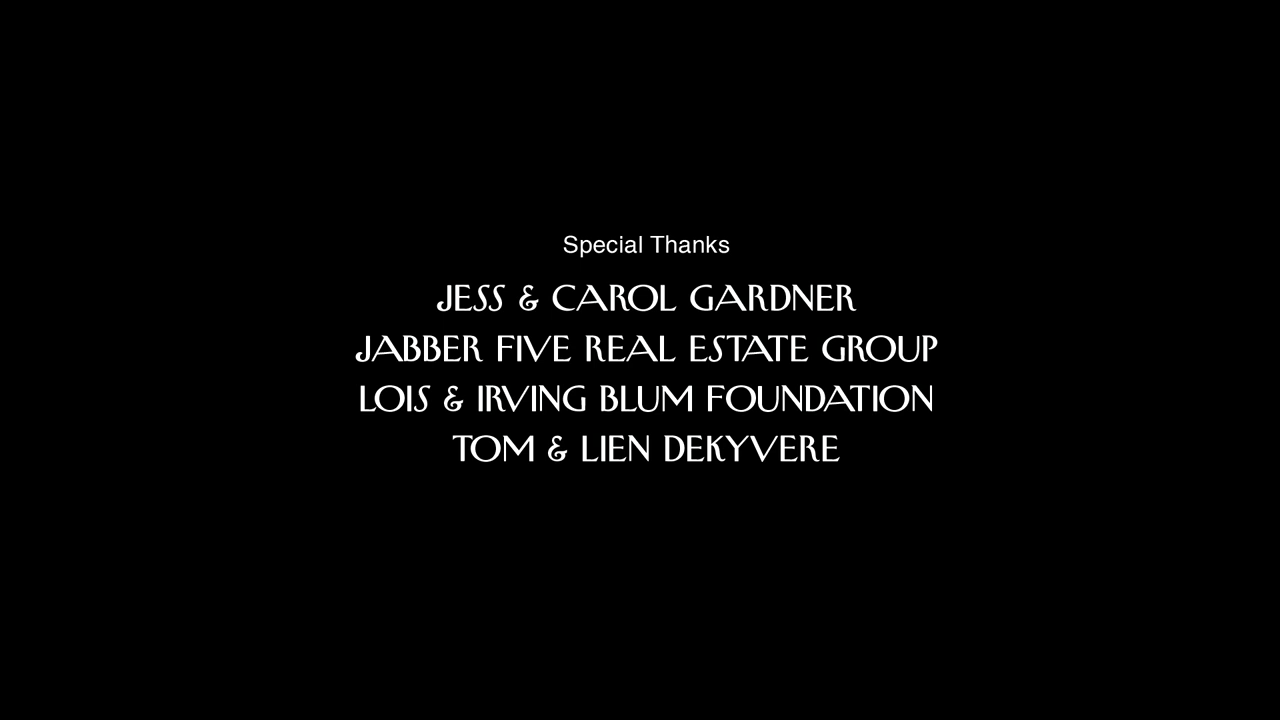 Special Thanks
JESS & CAROL GARDNER
JABBER FIVE REAL ESTATE GROUP
LOIS & IRVING BLUM FOUNDATION
TOM & LIEN DEKYVERE